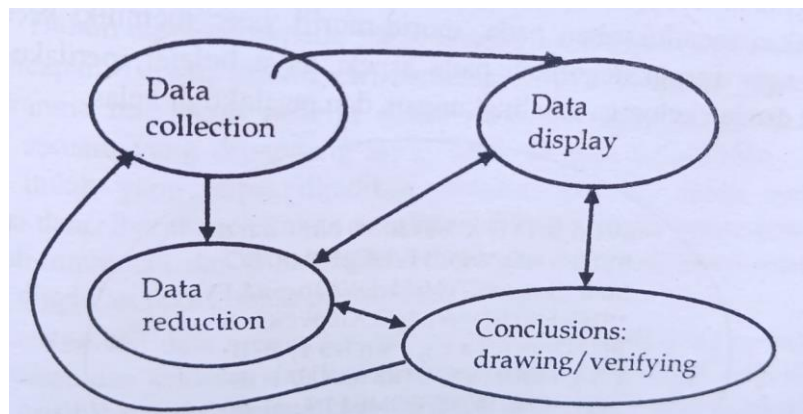 Data
collection
Data
display
Data
reduction
Conclusions:
drawing/verifying